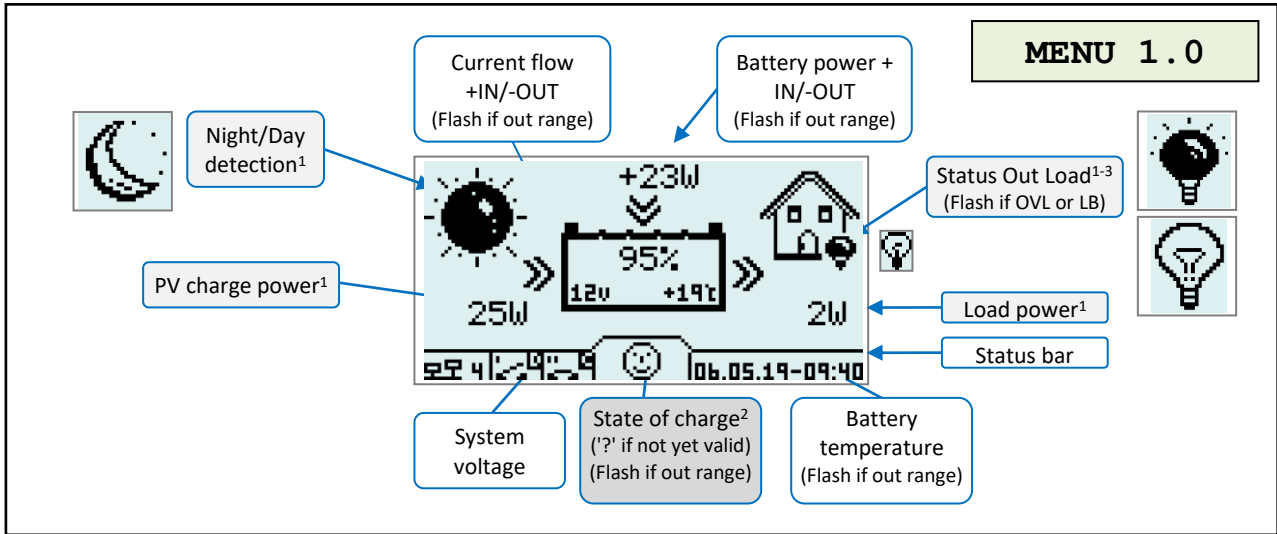 MENU 1.0
Current flow
+IN/-OUT
(Flash if out range)
Battery power +
IN/-OUT
(Flash if out range)
Night/Day
detection1
Status Out Load1-3
(Flash if OVL or LB)
+23W
95%
12v +19℃
PV charge power1
25W
2W
Load power1
Status bar
4
06.05.19-09:40
System
voltage
State of charge2
('?' if not yet valid)
(Flash if out range)
Battery
temperature
(Flash if out range)